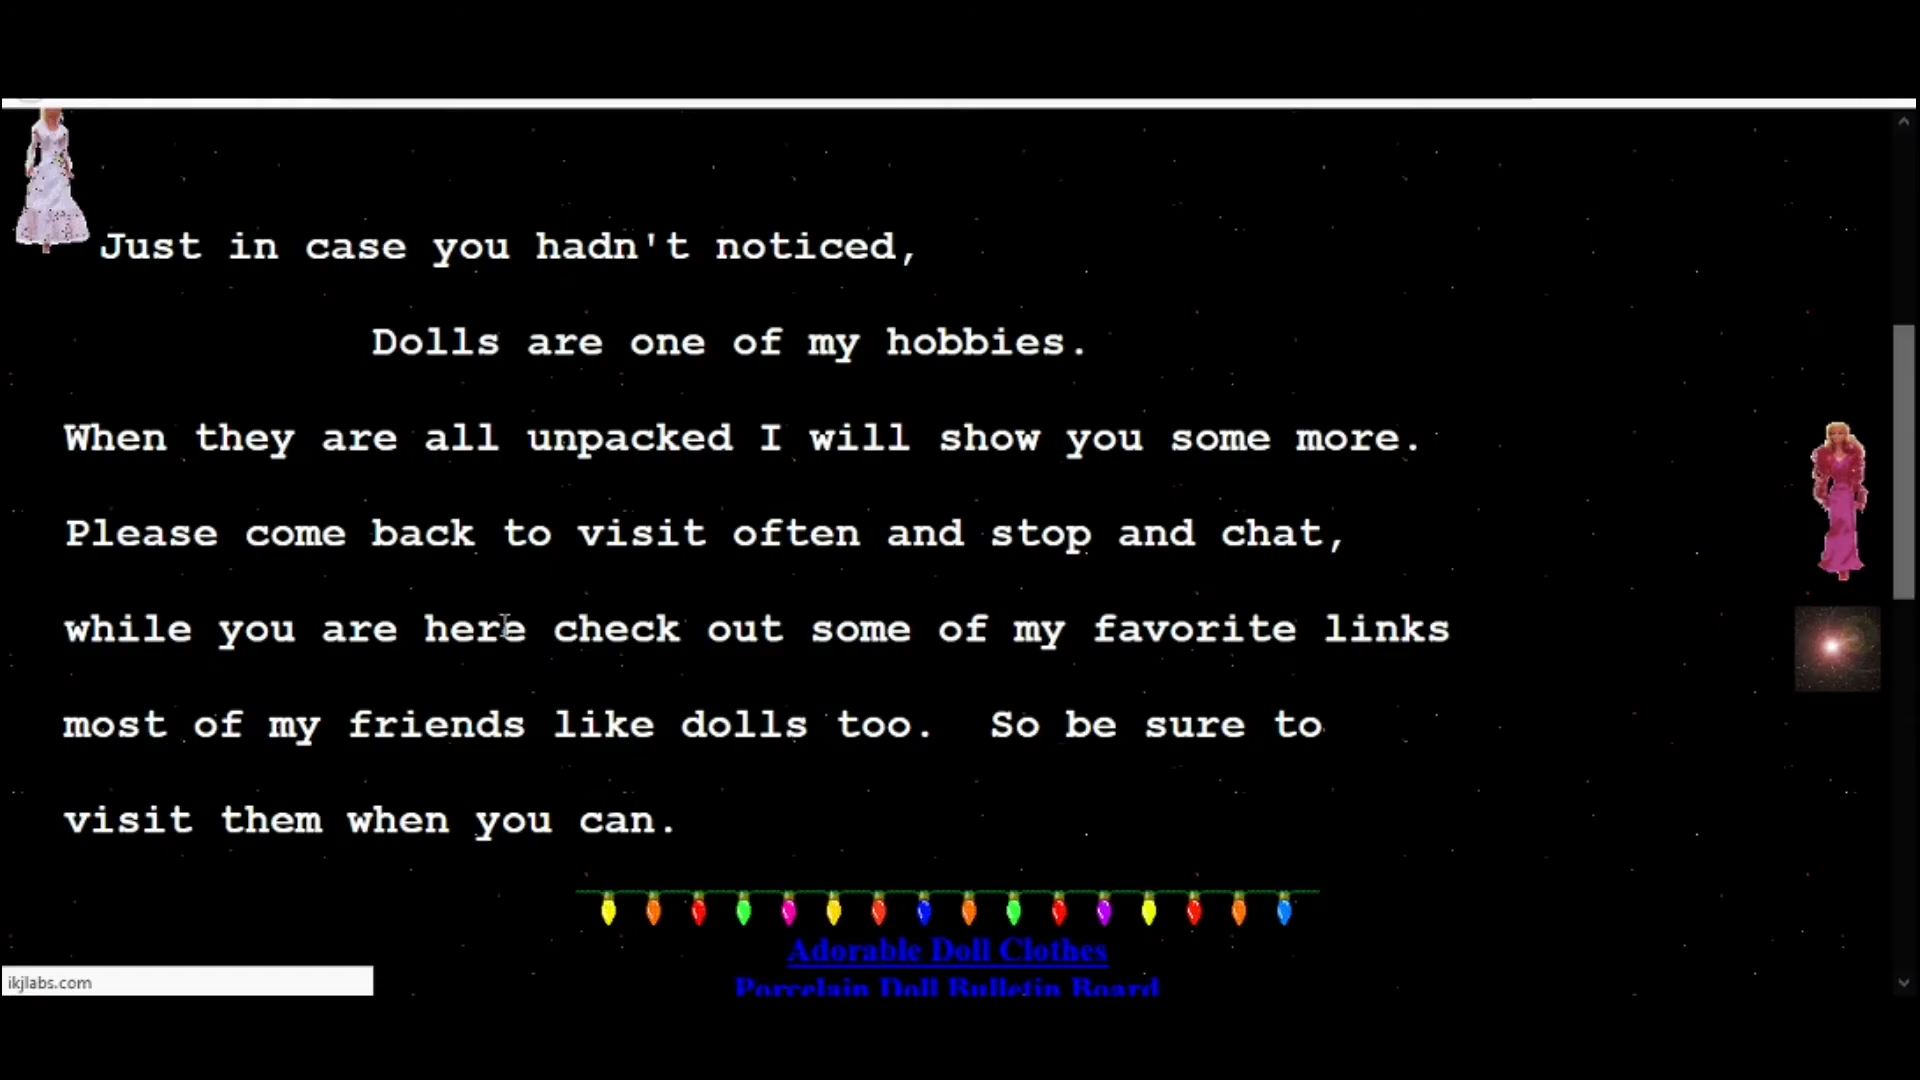 Just in case you hadn't noticed,
Dolls are one of my hobbies.
When they are all unpacked I will show you some more.
Please come back to visit often and stop and chat,
while you are here check out some of my favorite links
most of my friends like dolls too. So be sure to
visit them when you can.
Adorable Doll Clothes
Porcelain Doll Bulletin Board
ikjlabs.com